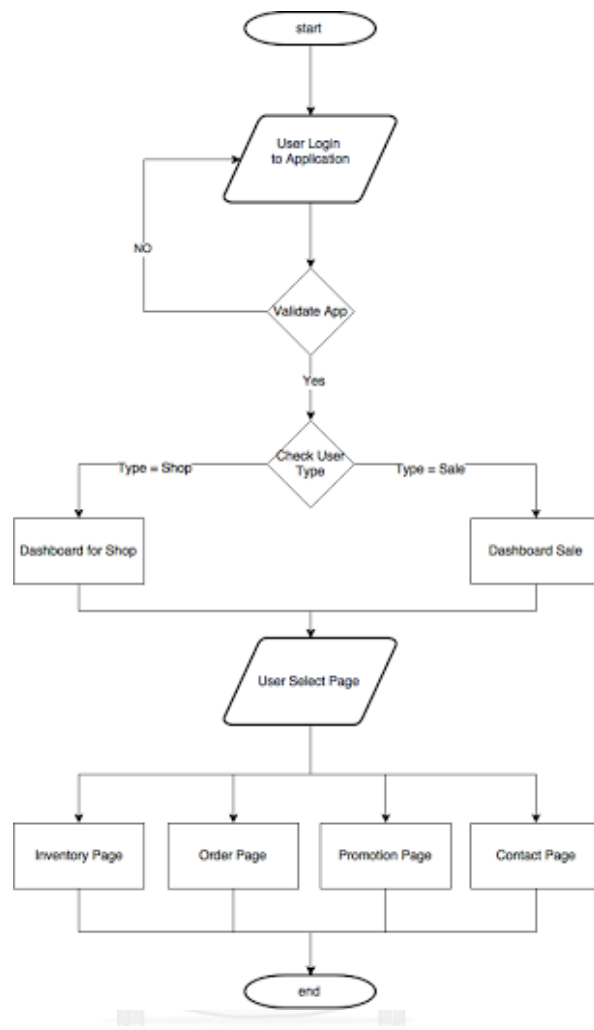 start
User Login
to Application
NO
Validate App
Yes
Check User
Type
Type = Shop
Type = Sale
Dashboard for Shop
Dashboard Sale
User Select Page
Inventory Page
Order Page
Promotion Page
Contact Page
end